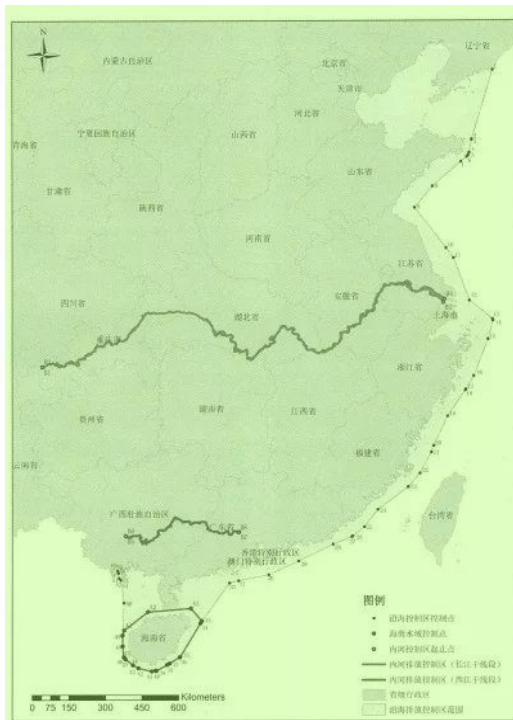 N
辽宁省
内蒙古自治区
北京市
天津市
河北省
宁夏回族自治区
山西省
青海省
山东省
甘肃省
陕西省
河南省
江苏省
安徽省
四川省
湖北省
上海市
重庆市
浙江省
湖南省
江西省
贵州省
福建省
云南省
台湾省
广西壮族自治区
广东省
香港特别行政区
澳门特别行政区
海南省
图例
沿海控制区控制点
海南水域控制点
内河控制区起止点
内河排放控制区（长江干线段）
内河排放控制区（西江干线段）
省级行政区
沿海排放控制区范围
Kilometers
0 75 150 300 450 600